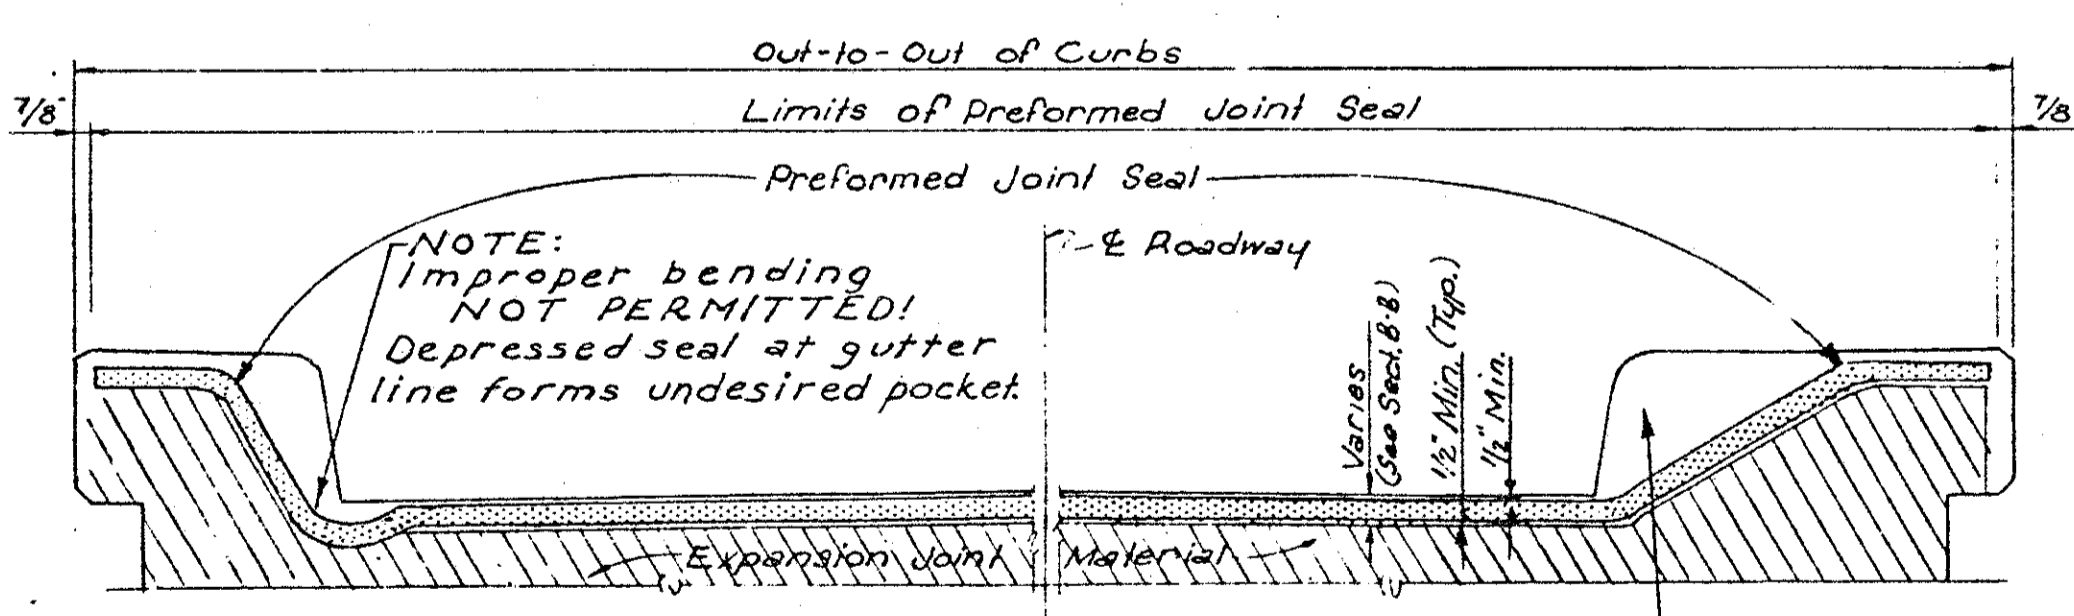 Out-to-Out of Curbs
7/8"
Limits of Preformed Joint Seal
7/8
Preformed Joint Seal
NOTE:
Improper bending
NOT PERMITTED!
Depressed seal at gutter
line forms undesired pocket.
℄ Roadway
Varies
(See Sect. B-B)
1/2" Min. (Typ.)
1/2" Min.
Expansion Joint Material